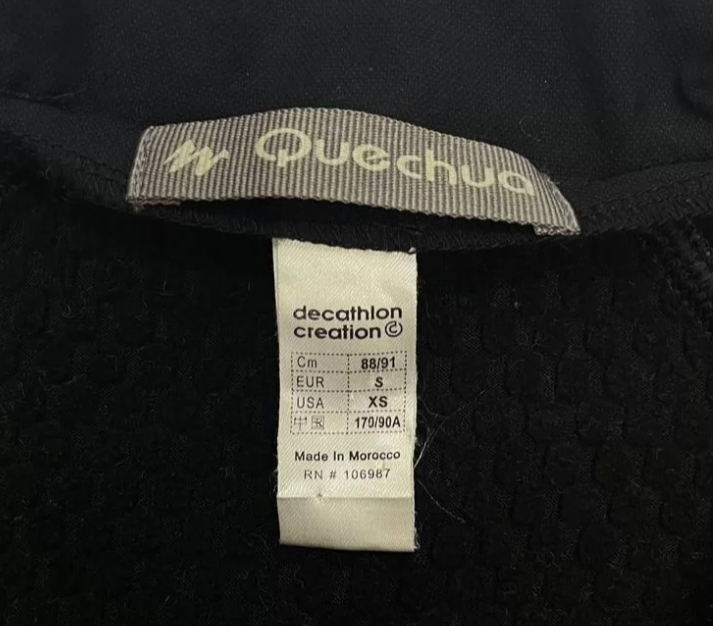 Quechua
decathlon
creation ©
Cm 88/91
EUR S
USA XS
中国 170/90A
Made In Morocco
RN # 106987